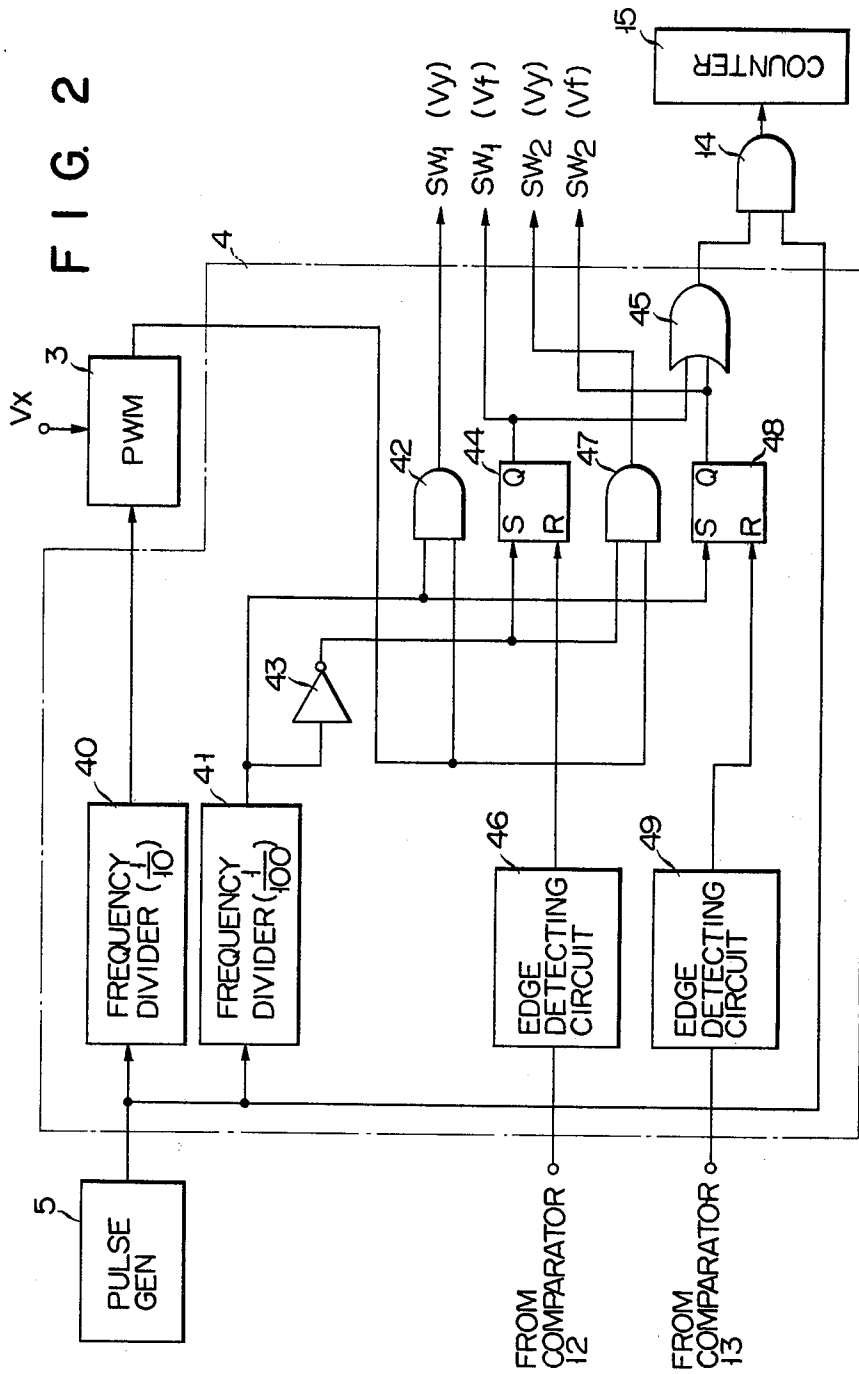 FIG. 2
Vx
3
PWM
4
5
PULSE
GEN
40
FREQUENCY
DIVIDER (1/10)
41
FREQUENCY
DIVIDER (1/100)
43
42
SW1 (Vy)
SW1 (Vf)
SW2 (Vy)
SW2 (Vf)
44
S
Q
R
47
45
14
15
COUNTER
48
S
Q
R
46
EDGE
DETECTING
CIRCUIT
49
EDGE
DETECTING
CIRCUIT
FROM
COMPARATOR
12
FROM
COMPARATOR
13